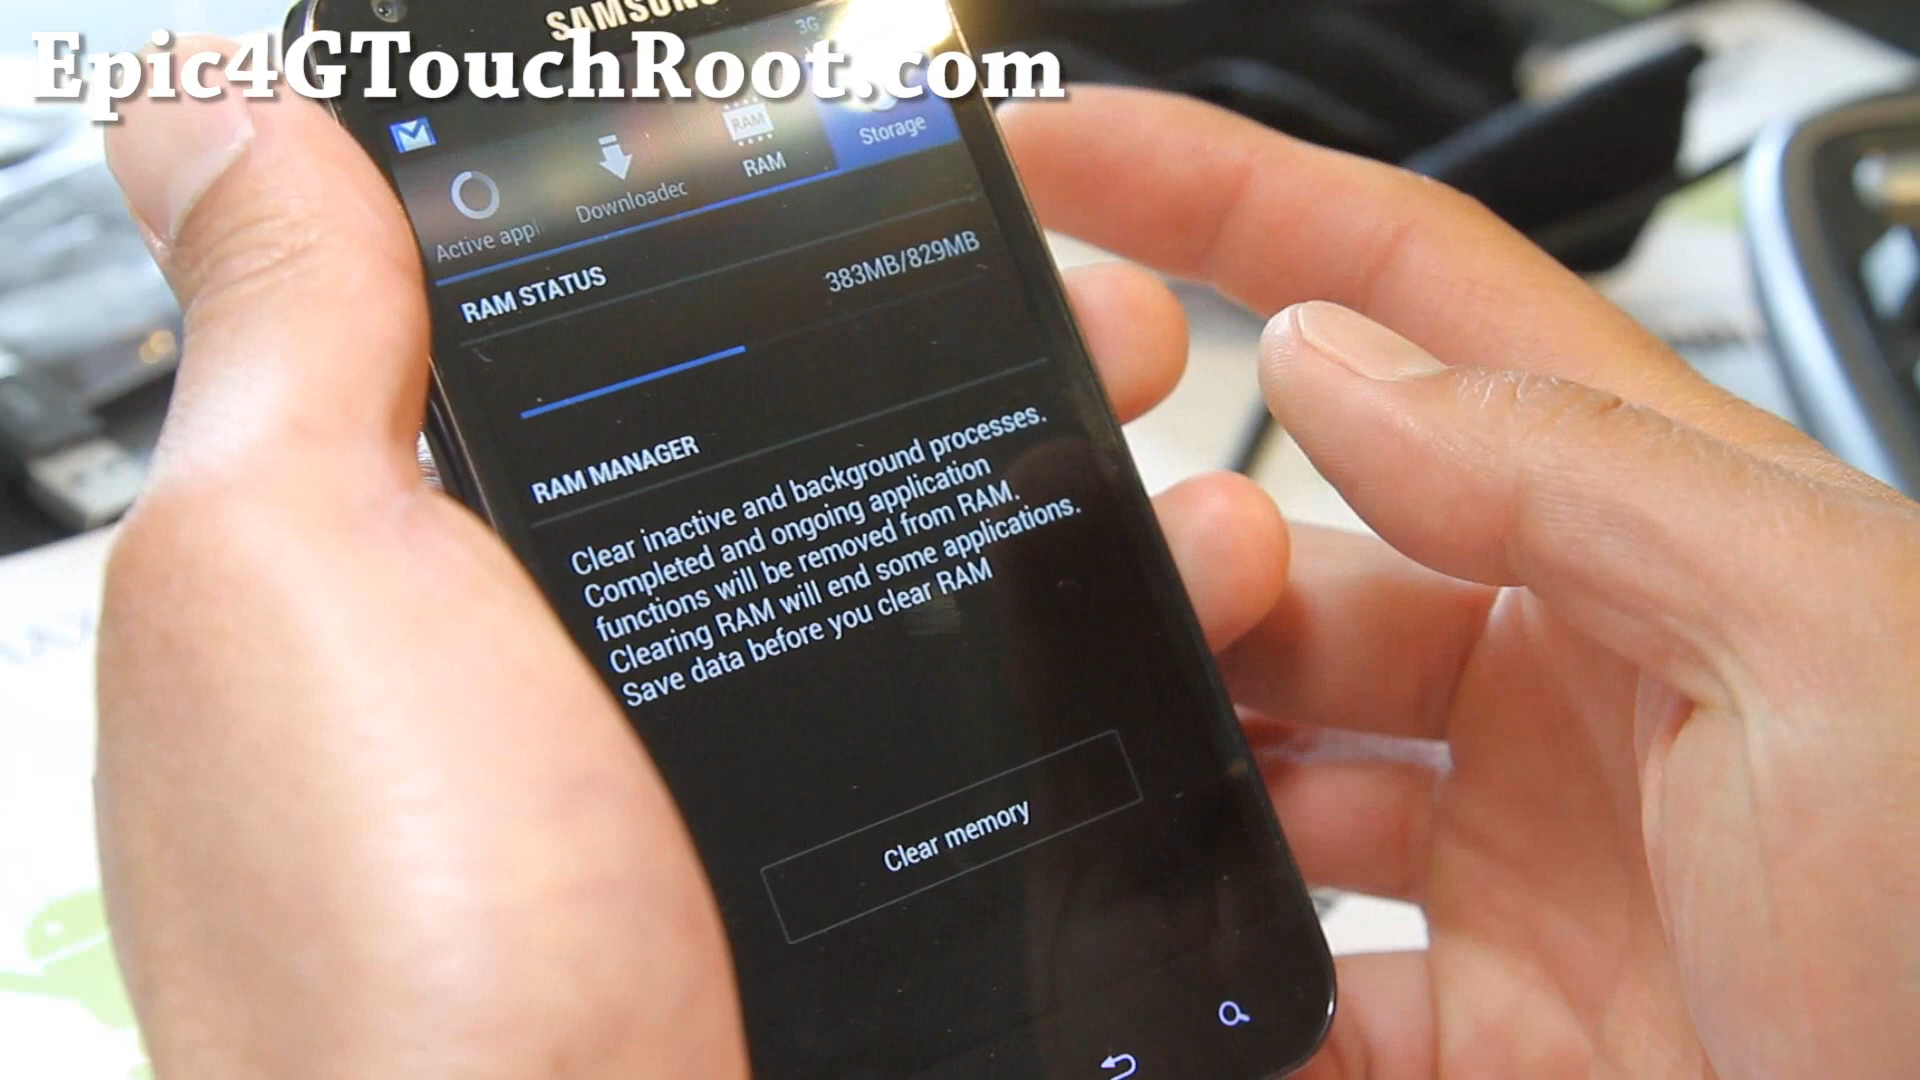 SAMSUNG
Epic4GTouchRoot.com
3G
Active appl
Downloadec
RAM
RAM
Storage
RAM STATUS
383MB/829MB
RAM MANAGER
Clear inactive and background processes.
Completed and ongoing application
functions will be removed from RAM.
Clearing RAM will end some applications.
Save data before you clear RAM
Clear memory